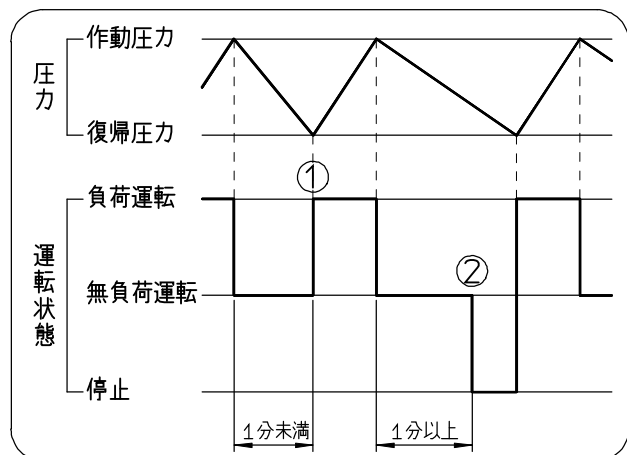 作動圧力
圧力
復帰圧力
①
負荷運転
運転状態
②
無負荷運転
停止
1分未満
1分以上